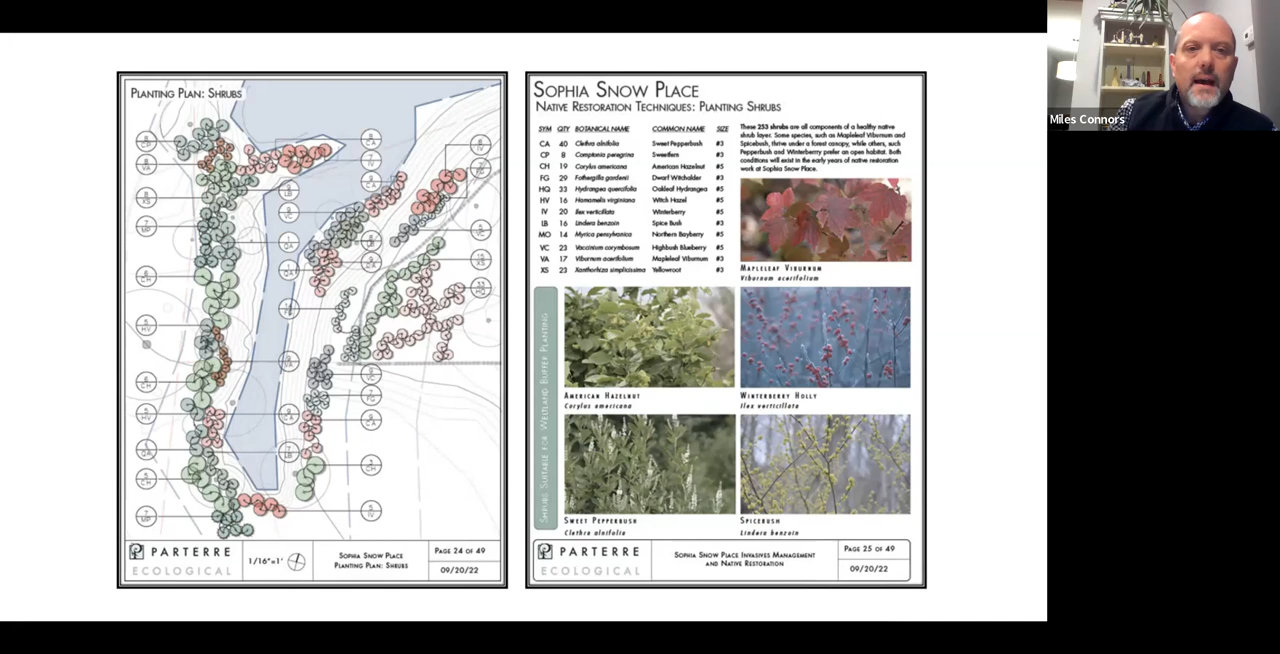 PLANTING PLAN: SHRUBS
PARTERRE
ECOLOGICAL
1/16"=1'
SOPHIA SNOW PLACE
PLANTING PLAN: SHRUBS
PAGE 24 OF 49
09/20/22
SOPHIA SNOW PLACE
NATIVE RESTORATION TECHNIQUES: PLANTING SHRUBS
SYM QTY BOTANICAL NAME COMMON NAME SIZE
CA 40 Clethra alnifolia Sweet Pepperbush #3
CP 8 Comptonia peregrina Sweetfern #3
CH 19 Corylus americana American Hazelnut #5
FG 29 Fothergilla gardenii Dwarf Witchalder #3
HQ 33 Hydrangea quercifolia Oakleaf Hydrangea #5
HV 16 Hamamelis virginiana Witch Hazel #5
IV 20 Ilex verticillata Winterberry #5
LB 16 Lindera benzoin Spice Bush #3
MO 14 Myrica pensylvanica Northern Bayberry #5
VC 23 Vaccinium corymbosum Highbush Blueberry #5
VA 17 Viburnum acerifolium Mapleleaf Viburnum #3
XS 23 Xanthorhiza simplicissima Yellowroot #3
These 253 shrubs are all components of a healthy native
shrub layer. Some species, such as Mapleleaf Viburnum and
Spicebush, thrive under a forest canopy, while others, such
Pepperbush and Winterberry prefer an open habitat. Both
conditions will exist in the early years of native restoration
work at Sophia Snow Place.
MAPLELEAF VIBURNUM
Viburnum acerifolium
SHRUBS SUITABLE FOR WETLAND BUFFER PLANTING
AMERICAN HAZELNUT
Corylus americana
WINTERBERRY HOLLY
Ilex verticillata
SWEET PEPPERBUSH
Clethra alnifolia
SPICEBUSH
Lindera benzoin
PARTERRE
ECOLOGICAL
SOPHIA SNOW PLACE INVASIVES MANAGEMENT
AND NATIVE RESTORATION
PAGE 25 OF 49
09/20/22
Miles Connors